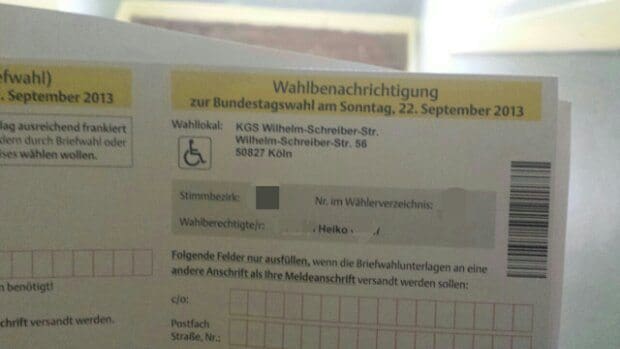 efwahl)
. September 2013
lag ausreichend frankiert
dern durch Briefwahl oder
ises wählen wollen.
n benötigt!
chrift versandt werden.
Wahlbenachrichtigung
zur Bundestagswahl am Sonntag, 22. September 2013
Wahllokal: KGS Wilhelm-Schreiber-Str.
Wilhelm-Schreiber-Str. 56
50827 Köln
Stimmbezirk: Nr. im Wählerverzeichnis:
Wahlberechtigte/r: Heiko
Folgende Felder nur ausfüllen, wenn die Briefwahlunterlagen an eine
andere Anschrift als Ihre Meldeanschrift versandt werden sollen:
c/o:
Postfach
Straße, Nr.: